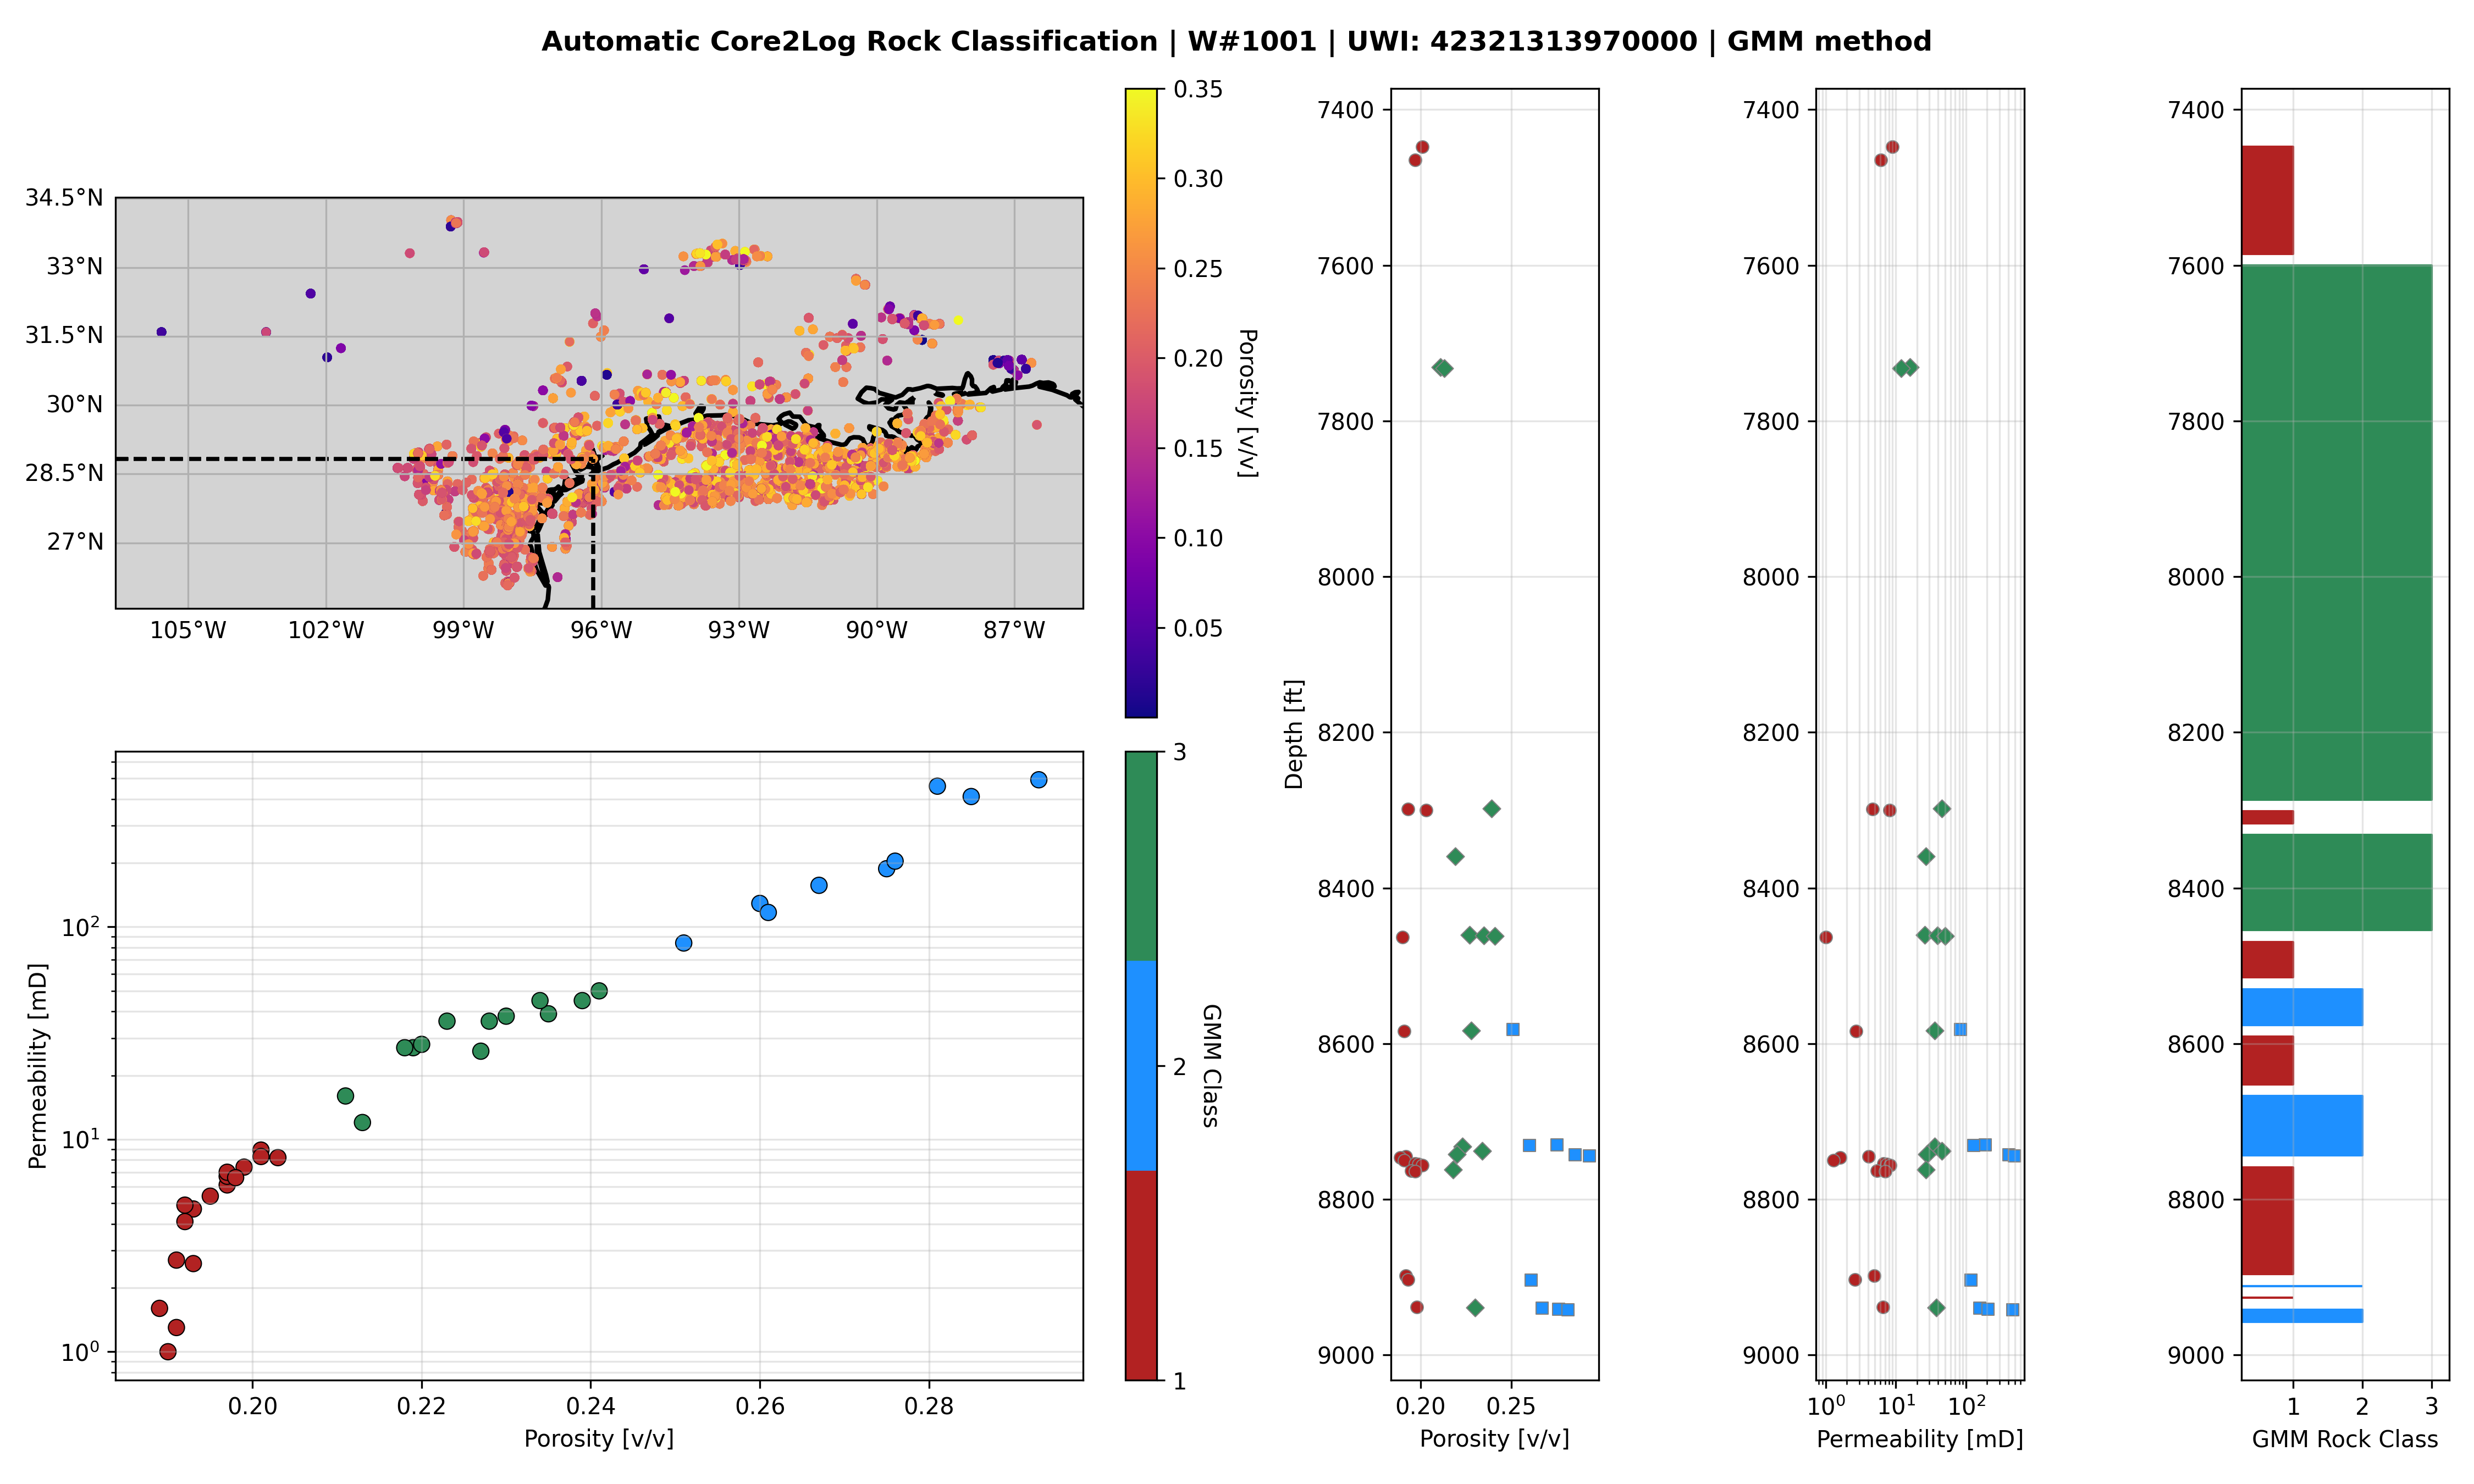 Automatic Core2Log Rock Classification | W#1001 | UWI: 42321313970000 | GMM method
34.5°N
33°N
31.5°N
30°N
28.5°N
27°N
105°W 102°W 99°W 96°W 93°W 90°W 87°W
0.35
0.30
0.25
0.20
0.15
0.10
0.05
Porosity [v/v]
Permeability [mD]
10²
10¹
10⁰
0.20 0.22 0.24 0.26 0.28
Porosity [v/v]
3
2
1
GMM Class
Depth [ft]
7400
7600
7800
8000
8200
8400
8600
8800
9000
0.20 0.25
Porosity [v/v]
7400
7600
7800
8000
8200
8400
8600
8800
9000
10⁰ 10¹ 10²
Permeability [mD]
7400
7600
7800
8000
8200
8400
8600
8800
9000
1 2 3
GMM Rock Class